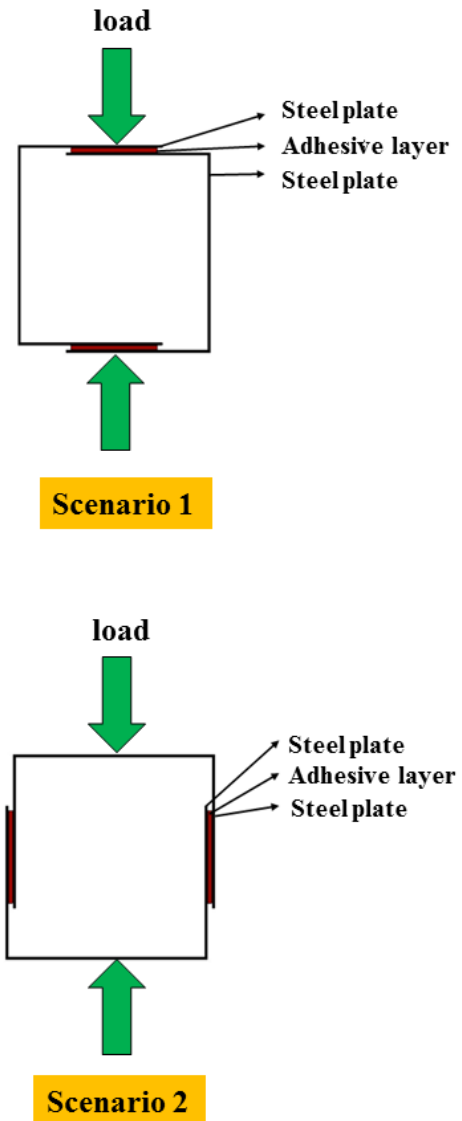 load
Steel plate
Adhesive layer
Steel plate
Scenario 1
load
Steel plate
Adhesive layer
Steel plate
Scenario 2